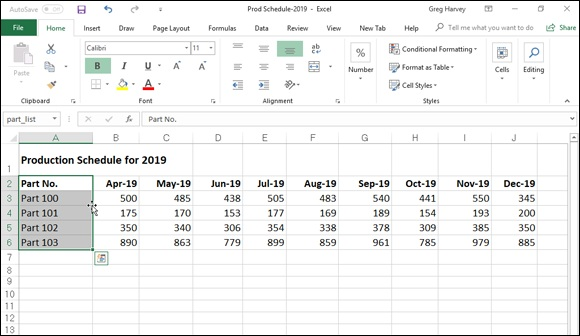 AutoSave Off Prod Schedule-2019 - Excel Greg Harvey
File Home Insert Draw Page Layout Formulas Data Review View New Tab Help Tell me what you want to do Share
Calibri 11
Paste B I U A A
A
% Number
Conditional Formatting
Format as Table
Cell Styles
Cells Editing
Clipboard Font Alignment Styles
part_list fx Part No.
A B C D E F G H I J
1 Production Schedule for 2019
2 Part No. Apr-19 May-19 Jun-19 Jul-19 Aug-19 Sep-19 Oct-19 Nov-19 Dec-19
3 Part 100 500 485 438 505 483 540 441 550 345
4 Part 101 175 170 153 177 169 189 154 193 200
5 Part 102 350 340 306 354 338 378 309 385 350
6 Part 103 890 863 779 899 859 961 785 979 885
7
8
9
10
11
12
13